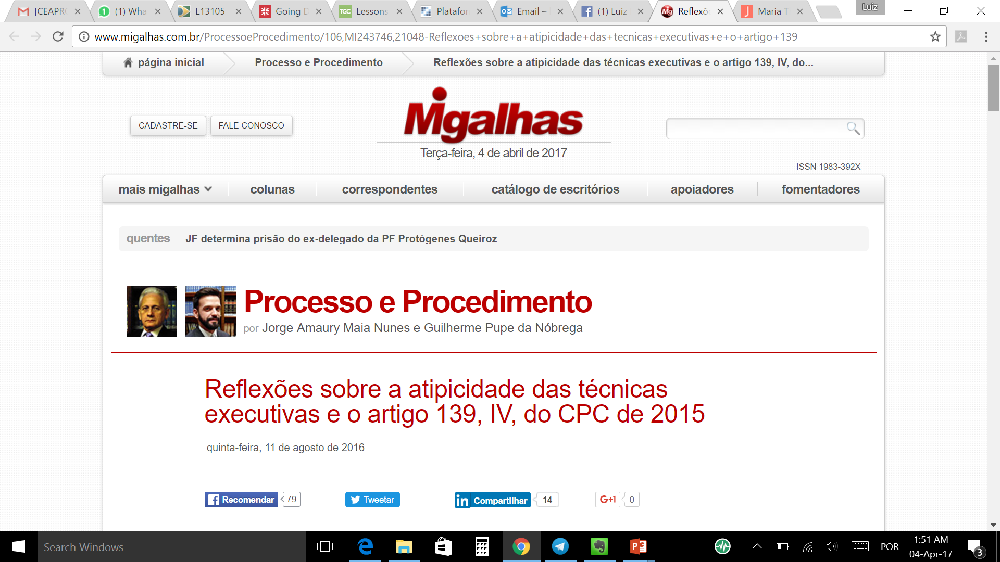 [CEAPR
(1) Wha
L13105
Going D
TGC
Lessons
Platafor
Email –
(1) Luiz
Reflexõ
Maria T
Luiz
www.migalhas.com.br/ProcessoeProcedimento/106,MI243746,21048-Reflexoes+sobre+a+atipicidade+das+tecnicas+executivas+e+o+artigo+139
página inicial
Processo e Procedimento
Reflexões sobre a atipicidade das técnicas executivas e o artigo 139, IV, do...
Migalhas
CADASTRE-SE
FALE CONOSCO
Terça-feira, 4 de abril de 2017
ISSN 1983-392X
mais migalhas
colunas
correspondentes
catálogo de escritórios
apoiadores
fomentadores
quentes
JF determina prisão do ex-delegado da PF Protógenes Queiroz
Processo e Procedimento
por Jorge Amaury Maia Nunes e Guilherme Pupe da Nóbrega
Reflexões sobre a atipicidade das técnicas
executivas e o artigo 139, IV, do CPC de 2015
quinta-feira, 11 de agosto de 2016
Recomendar
79
Tweetar
Compartilhar
14
G+1
0
Search Windows
POR
1:51 AM
04-Apr-17
3